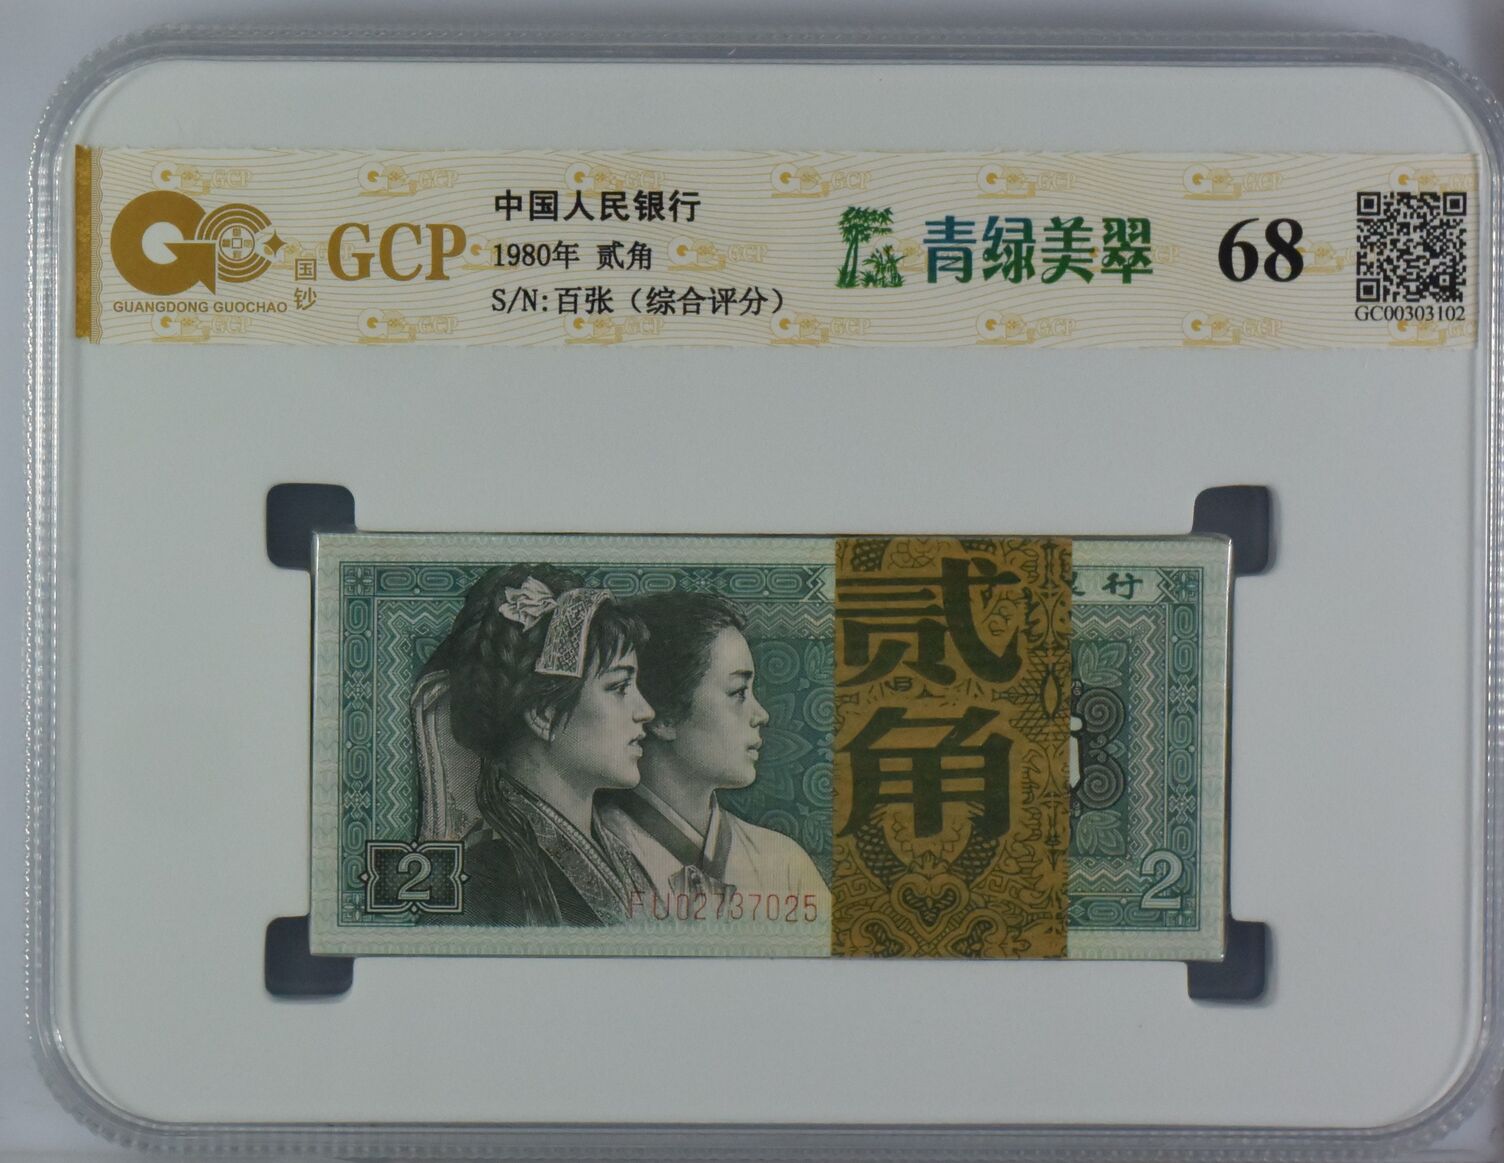 GCP
国钞
GUANGDONG GUOCHAO
中国人民银行
1980年 贰角
S/N:百张（综合评分）
青绿美翠
68
GC00303102
行
贰角
2
FU02737025
2